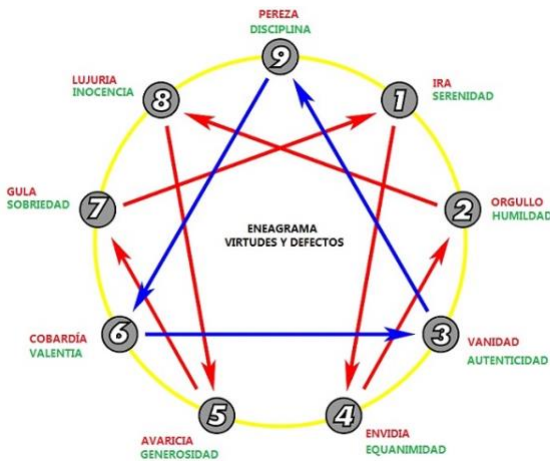 PEREZA
DISCIPLINA
9
LUJURIA
INOCENCIA
8
1
IRA
SERENIDAD
GULA
SOBRIEDAD
7
2
ORGULLO
HUMILDAD
ENEAGRAMA
VIRTUDES Y DEFECTOS
COBARDÍA
VALENTIA
6
3
VANIDAD
AUTENTICIDAD
AVARICIA
GENEROSIDAD
5
4
ENVIDIA
EQUANIMIDAD